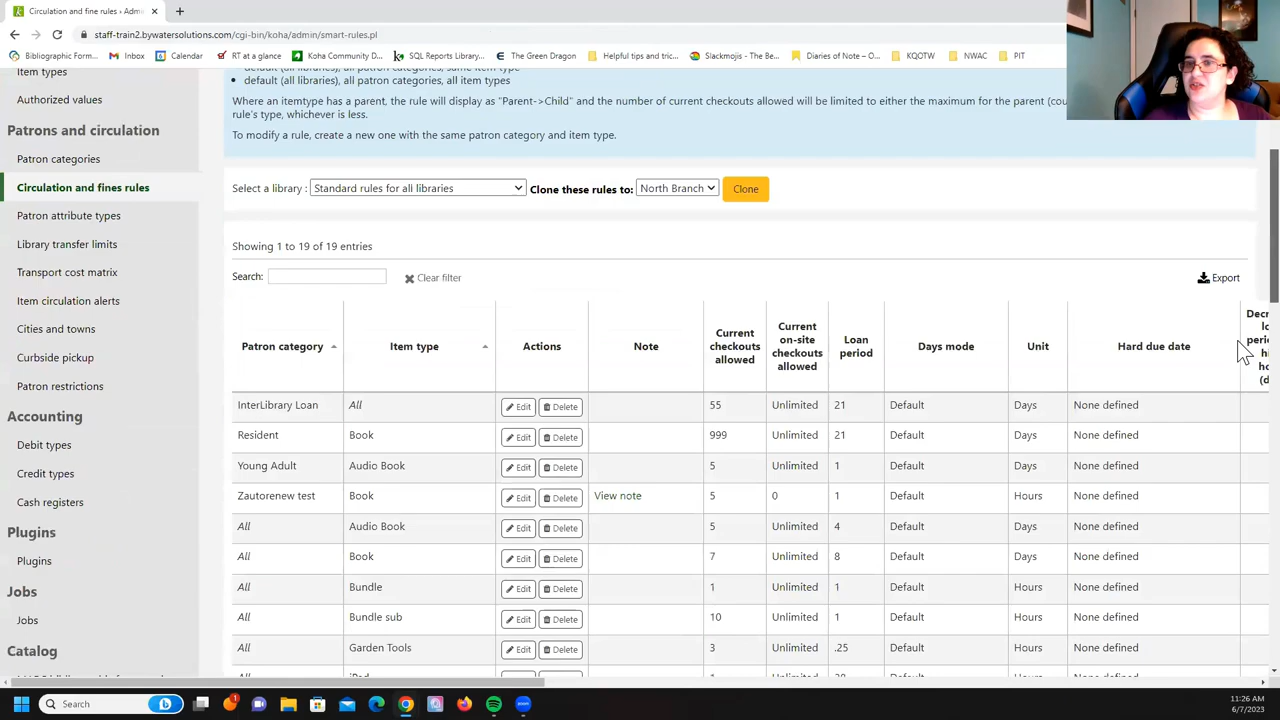 Circulation and fine rules › Adm
staff-train2.bywatersolutions.com/cgi-bin/koha/admin/smart-rules.pl
Bibliographic Form... Calendar RT at a glance Koha Community D... SQL Reports Library... The Green Dragon Helpful tips and tric... Slackmojis - The Be... Diaries of Note – O... KQOTW NWAC PIT
Item types
Authorized values
Patrons and circulation
Patron categories
Circulation and fines rules
Patron attribute types
Library transfer limits
Transport cost matrix
Item circulation alerts
Cities and towns
Curbside pickup
Patron restrictions
Accounting
Debit types
Credit types
Cash registers
Plugins
Plugins
Jobs
Jobs
Catalog
default (all libraries), all patron categories, all item types
Where an itemtype has a parent, the rule will display as "Parent->Child" and the number of current checkouts allowed will be limited to either the maximum for the parent (cou
rule's type, whichever is less.
To modify a rule, create a new one with the same patron category and item type.
Select a library : Standard rules for all libraries Clone these rules to: North Branch Clone
Showing 1 to 19 of 19 entries
Search: Clear filter Export
Patron category Item type Actions Note Current checkouts allowed Current on-site checkouts allowed Loan period Days mode Unit Hard due date
InterLibrary Loan All Edit Delete 55 Unlimited 21 Default Days None defined
Resident Book Edit Delete 999 Unlimited 21 Default Days None defined
Young Adult Audio Book Edit Delete 5 Unlimited 1 Default Days None defined
Zautorenew test Book Edit Delete View note 5 0 1 Default Hours None defined
All Audio Book Edit Delete 5 Unlimited 4 Default Days None defined
All Book Edit Delete 7 Unlimited 8 Default Days None defined
All Bundle Edit Delete 1 Unlimited 1 Default Hours None defined
All Bundle sub Edit Delete 10 Unlimited 1 Default Hours None defined
All Garden Tools Edit Delete 3 Unlimited .25 Default Hours None defined
Search
11:26 AM
6/7/2023